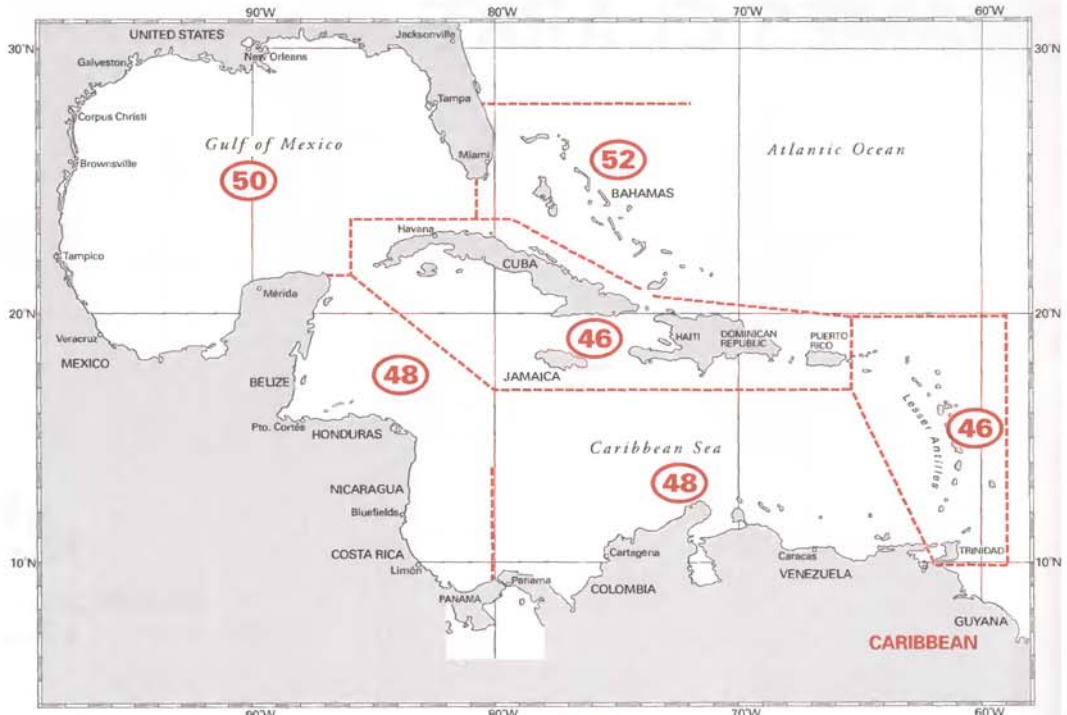 90°W 80°W 70°W 60°W
30°N UNITED STATES Jacksonville 30°N
Galveston New Orleans
Tampa
Corpus Christi
Gulf of Mexico 52 Atlantic Ocean
Brownsville Miami
50 BAHAMAS
Havana
Tampico CUBA
Mérida
20°N 20°N
Veracruz 46 HAITI DOMINICAN REPUBLIC PUERTO RICO
MEXICO
BELIZE 48 JAMAICA
Lesser Antilles
Pto. Cortés HONDURAS 46
Caribbean Sea
NICARAGUA 48
Bluefields
COSTA RICA Cartagena Caracas TRINIDAD
10°N Limón 10°N
Panama VENEZUELA
PANAMA COLOMBIA
GUYANA
CARIBBEAN
90°W 80°W 70°W 60°W